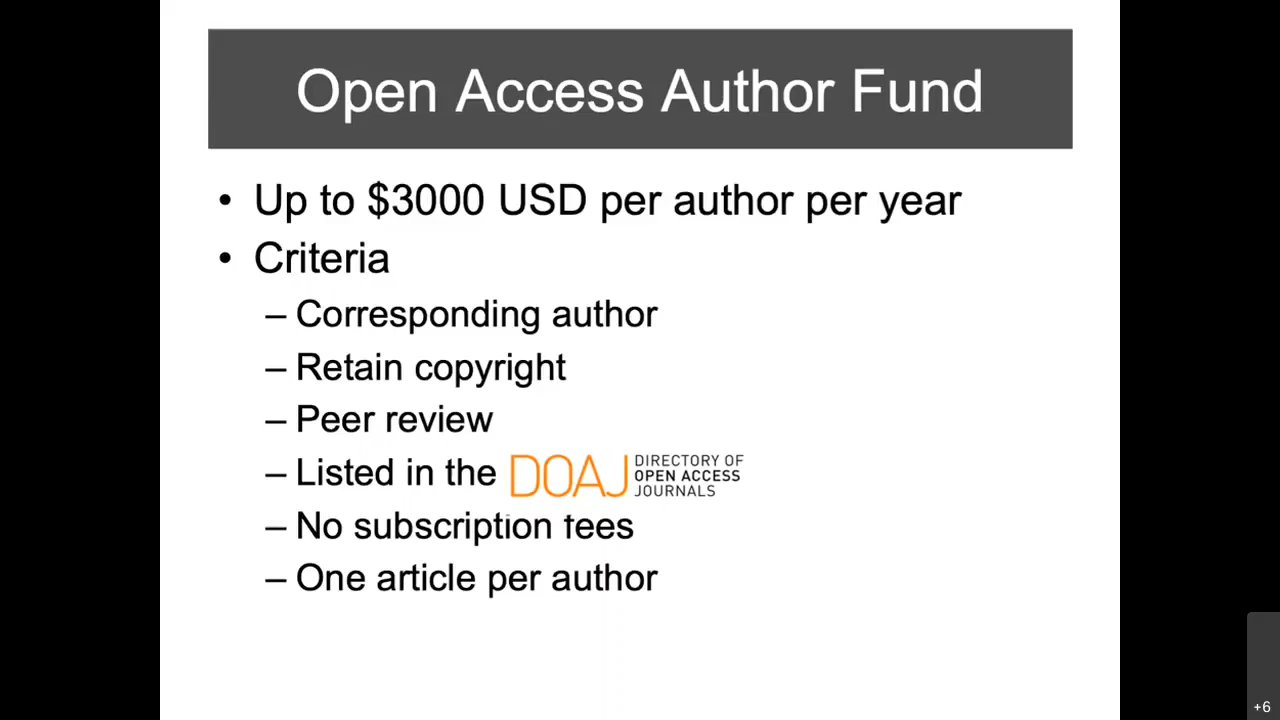 Open Access Author Fund
• Up to $3000 USD per author per year
• Criteria
– Corresponding author
– Retain copyright
– Peer review
– Listed in the DOAJ DIRECTORY OF OPEN ACCESS JOURNALS
– No subscription fees
– One article per author
+6